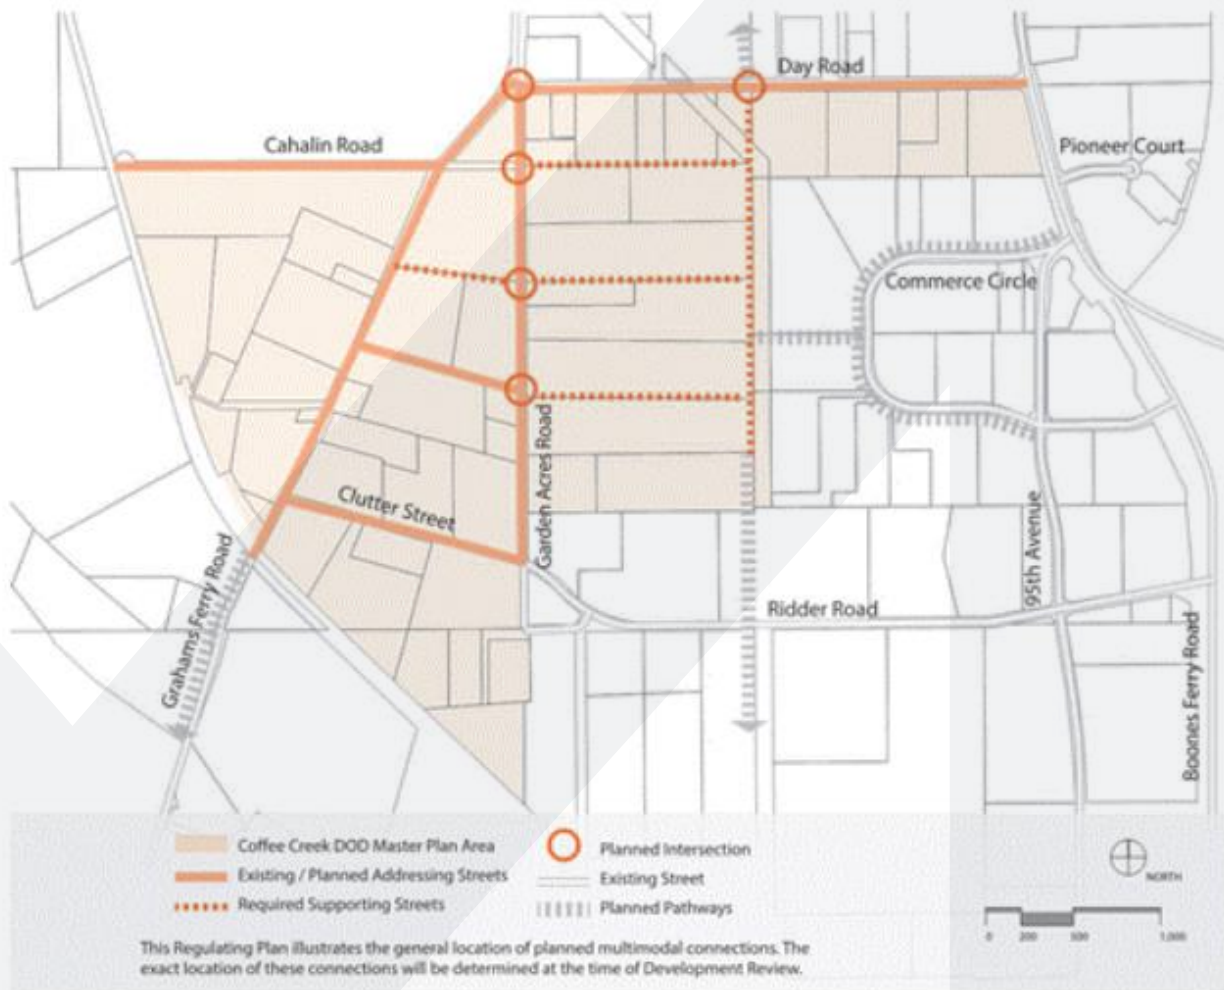 Day Road
Cahalin Road
Pioneer Court
Commerce Circle
Clutter Street
Garden Acres Road
95th Avenue
Grahams Ferry Road
Ridder Road
Boones Ferry Road
Coffee Creek DOD Master Plan Area
Existing / Planned Addressing Streets
Required Supporting Streets
Planned Intersection
Existing Street
Planned Pathways
NORTH
0 200 500 1,000
This Regulating Plan illustrates the general location of planned multimodal connections. The
exact location of these connections will be determined at the time of Development Review.